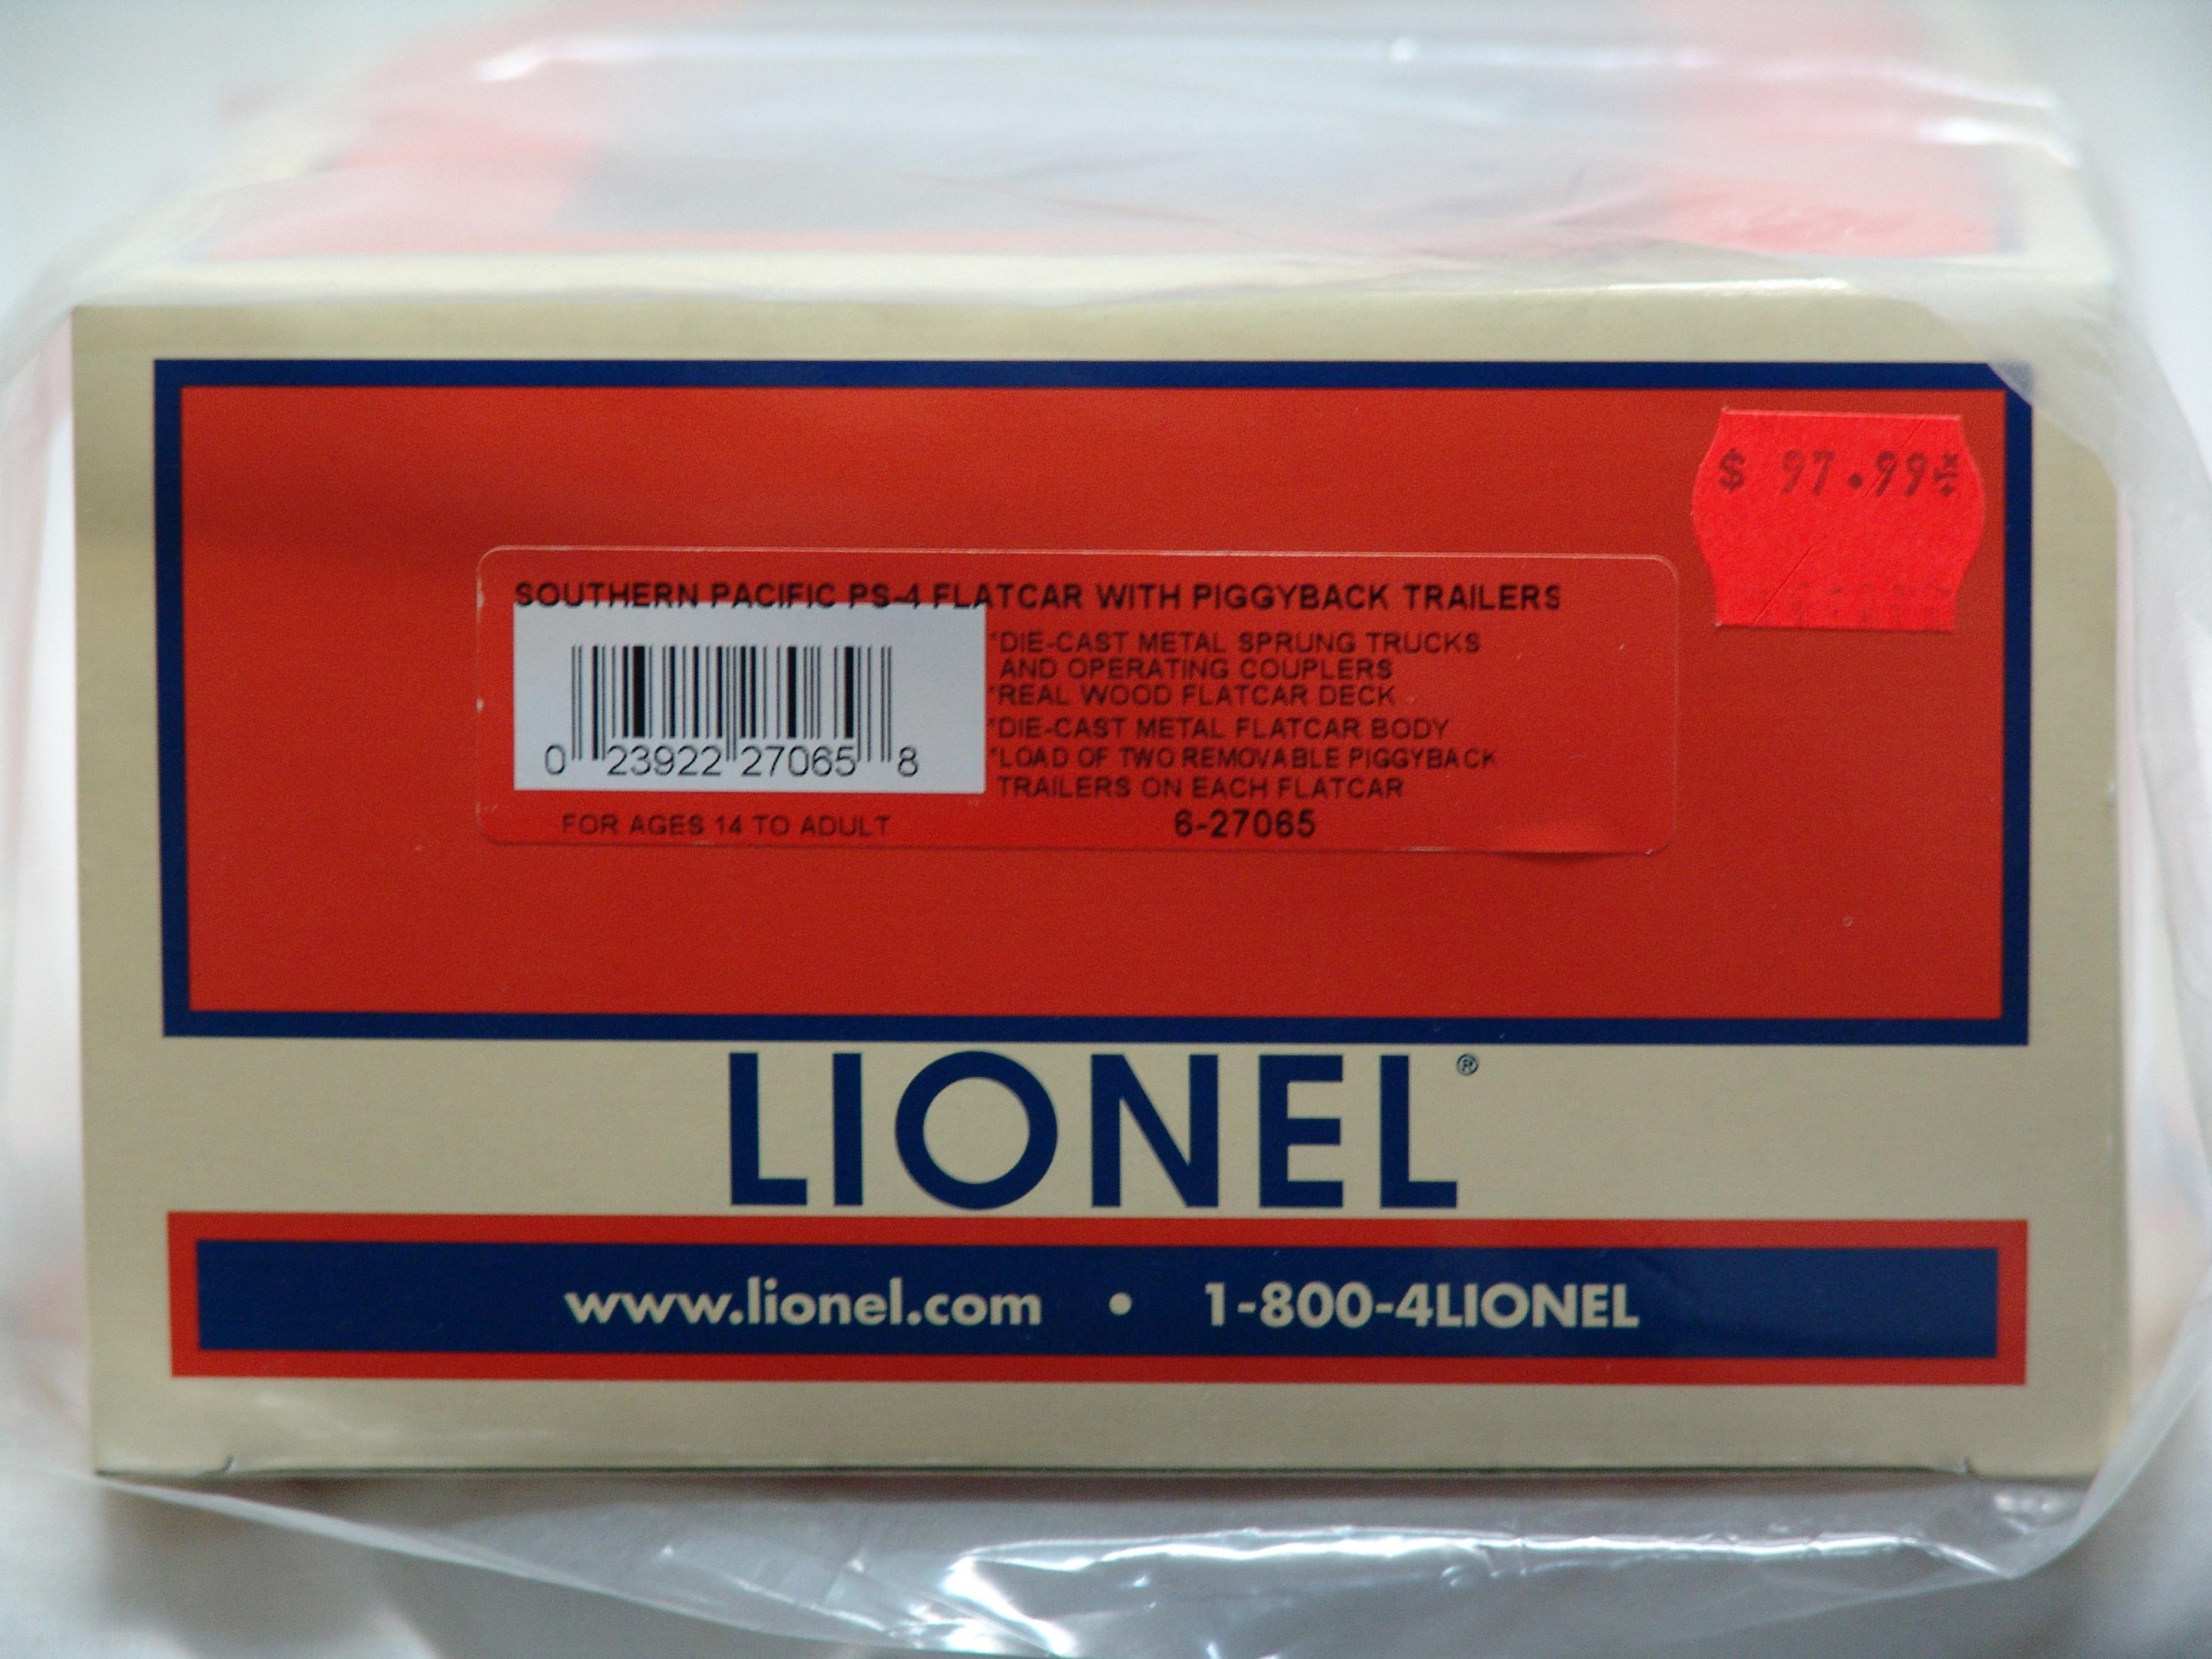 $ 97.99
SOUTHERN PACIFIC PS-4 FLATCAR WITH PIGGYBACK TRAILERS
*DIE-CAST METAL SPRUNG TRUCKS
AND OPERATING COUPLERS
*REAL WOOD FLATCAR DECK
*DIE-CAST METAL FLATCAR BODY
*LOAD OF TWO REMOVABLE PIGGYBACK
TRAILERS ON EACH FLATCAR
0 23922 27065 8
FOR AGES 14 TO ADULT
6-27065
LIONEL®
www.lionel.com • 1-800-4LIONEL